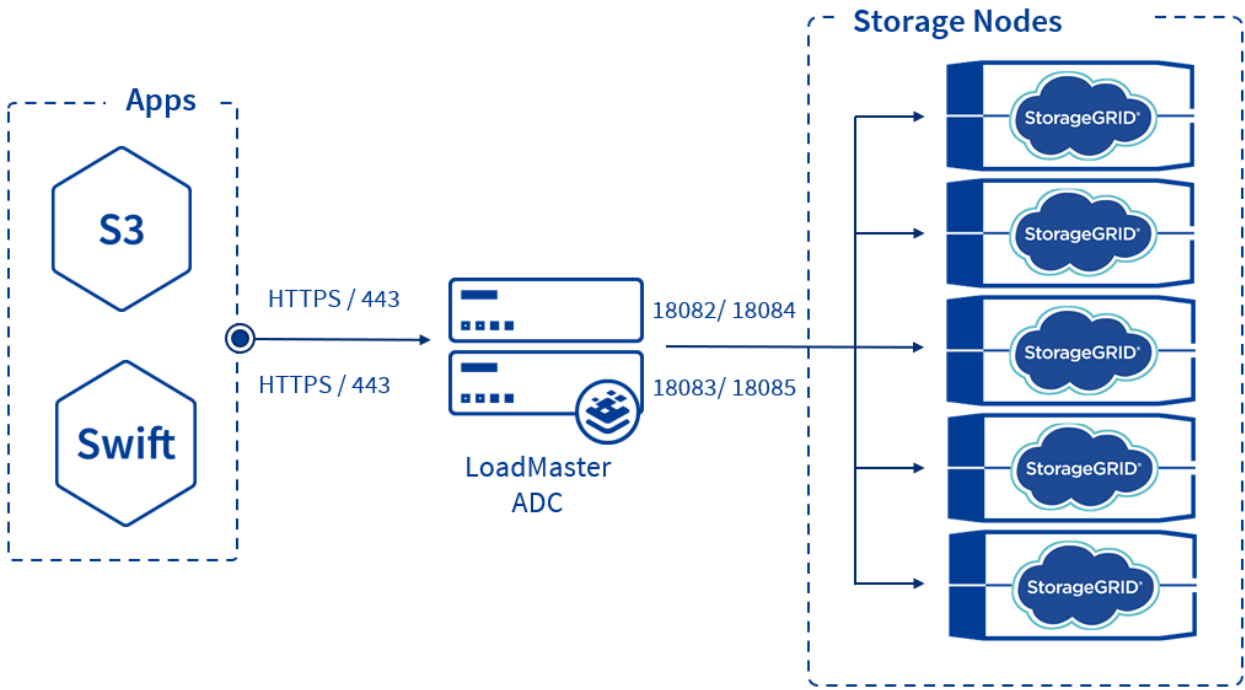 Storage Nodes
Apps
S3
Swift
HTTPS / 443
HTTPS / 443
LoadMaster
ADC
18082/ 18084
18083/ 18085
StorageGRID®
StorageGRID®
StorageGRID®
StorageGRID®
StorageGRID®